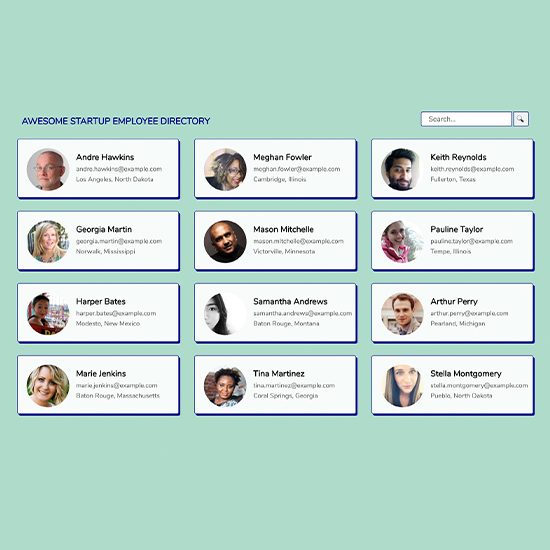 AWESOME STARTUP EMPLOYEE DIRECTORY
Search...
Andre Hawkins
andre.hawkins@example.com
Los Angeles, North Dakota
Meghan Fowler
meghan.fowler@example.com
Cambridge, Illinois
Keith Reynolds
keith.reynolds@example.com
Fullerton, Texas
Georgia Martin
georgia.martin@example.com
Norwalk, Mississippi
Mason Mitchelle
mason.mitchelle@example.com
Victorville, Minnesota
Pauline Taylor
pauline.taylor@example.com
Tempe, Illinois
Harper Bates
harper.bates@example.com
Modesto, New Mexico
Samantha Andrews
samantha.andrews@example.com
Baton Rouge, Montana
Arthur Perry
arthur.perry@example.com
Pearland, Michigan
Marie Jenkins
marie.jenkins@example.com
Baton Rouge, Massachusetts
Tina Martinez
tina.martinez@example.com
Coral Springs, Georgia
Stella Montgomery
stella.montgomery@example.com
Pueblo, North Dakota